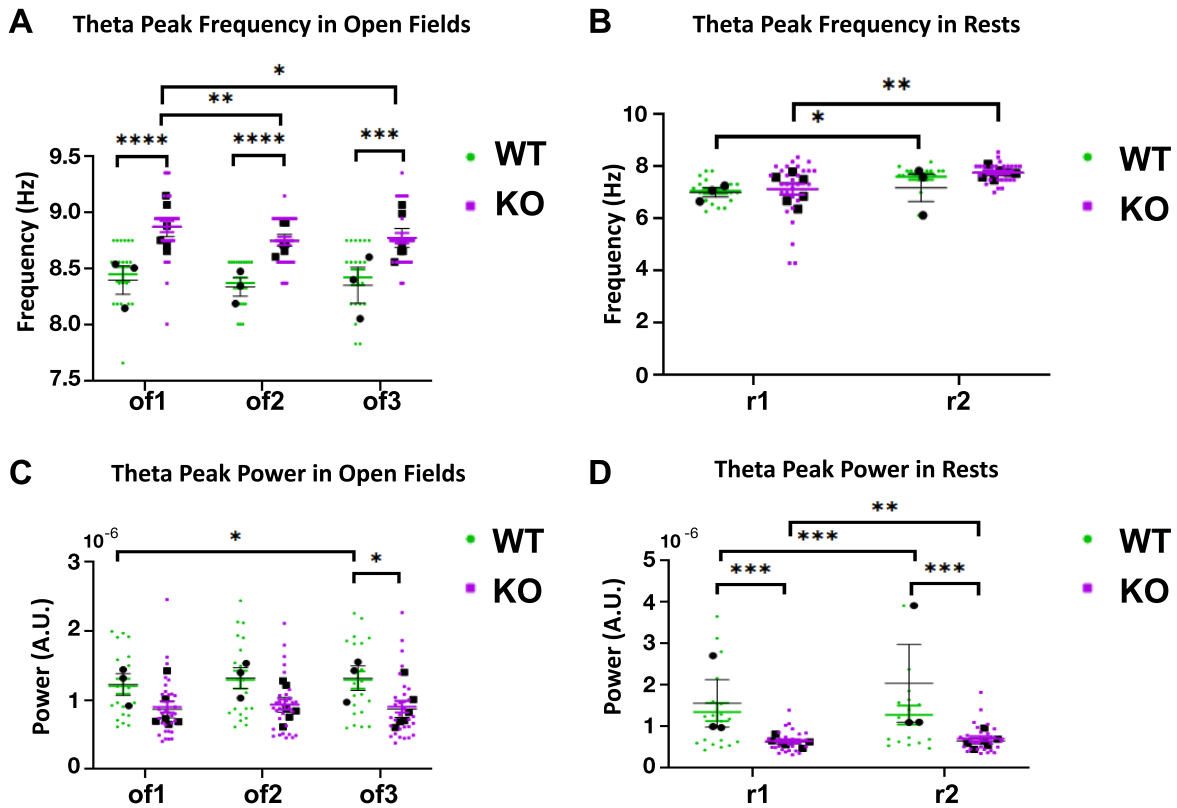 A
Theta Peak Frequency in Open Fields
*
**
**** **** ***
9.5
9.0
8.5
8.0
7.5
Frequency (Hz)
of1 of2 of3
WT
KO
B
Theta Peak Frequency in Rests
**
*
10
8
6
4
2
0
Frequency (Hz)
r1 r2
WT
KO
C
Theta Peak Power in Open Fields
10-6
*
*
3
2
1
0
Power (A.U.)
of1 of2 of3
WT
KO
D
Theta Peak Power in Rests
10-6
**
***
*** ***
5
4
3
2
1
0
Power (A.U.)
r1 r2
WT
KO